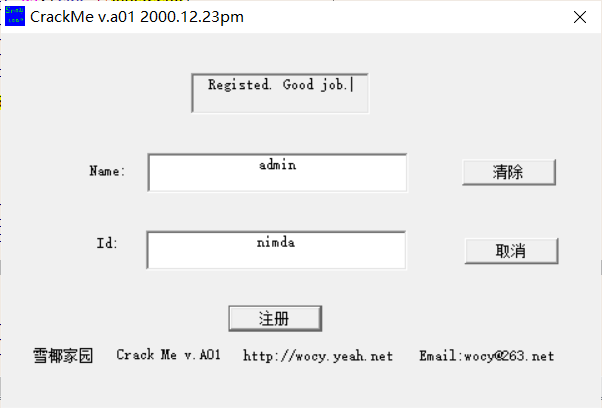 CrackMe v.a01 2000.12.23pm
Registed. Good job.
Name: admin 清除
Id: nimda 取消
注册
雪椰家园 Crack Me v.A01 http://wocy.yeah.net Email:wocy@263.net